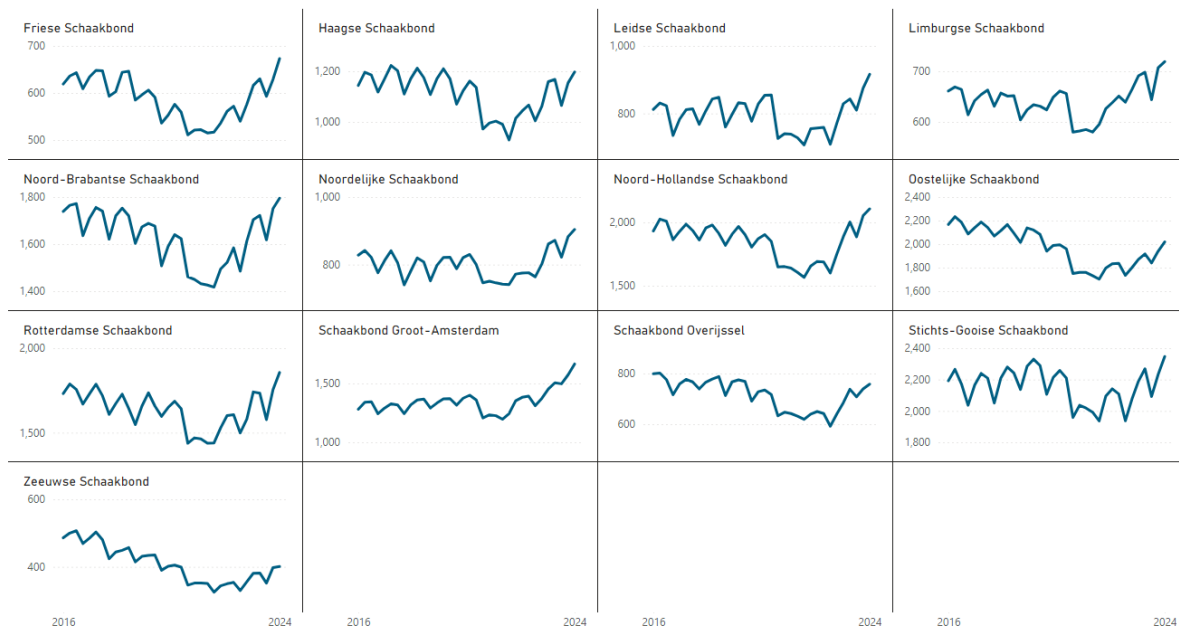 Friese Schaakbond
700
600
500
Haagse Schaakbond
1,200
1,000
Leidse Schaakbond
1,000
800
Limburgse Schaakbond
700
600
Noord-Brabantse Schaakbond
1,800
1,600
1,400
Noordelijke Schaakbond
1,000
800
Noord-Hollandse Schaakbond
2,000
1,500
Oostelijke Schaakbond
2,400
2,200
2,000
1,800
1,600
Rotterdamse Schaakbond
2,000
1,500
Schaakbond Groot-Amsterdam
1,500
1,000
Schaakbond Overijssel
800
600
Stichts-Gooise Schaakbond
2,400
2,200
2,000
1,800
Zeeuwse Schaakbond
600
400
2016 2024
2016 2024
2016 2024
2016 2024